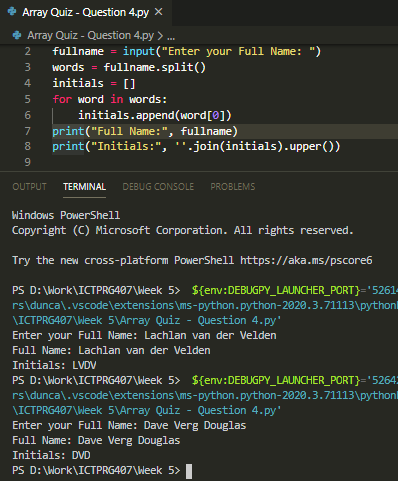 Array Quiz - Question 4.py ×
Array Quiz - Question 4.py > ...
2 fullname = input("Enter your Full Name: ")
3 words = fullname.split()
4 initials = []
5 for word in words:
6 initials.append(word[0])
7 print("Full Name:", fullname)
8 print("Initials:", ''.join(initials).upper())
9
OUTPUT TERMINAL DEBUG CONSOLE PROBLEMS
Windows PowerShell
Copyright (C) Microsoft Corporation. All rights reserved.
Try the new cross-platform PowerShell https://aka.ms/pscore6
PS D:\Work\ICTPRG407\Week 5> ${env:DEBUGPY_LAUNCHER_PORT}='5261
rs\dunca\.vscode\extensions\ms-python.python-2020.3.71113\python
\ICTPRG407\Week 5\Array Quiz - Question 4.py'
Enter your Full Name: Lachlan van der Velden
Full Name: Lachlan van der Velden
Initials: LVDV
PS D:\Work\ICTPRG407\Week 5> ${env:DEBUGPY_LAUNCHER_PORT}='5264
rs\dunca\.vscode\extensions\ms-python.python-2020.3.71113\python
\ICTPRG407\Week 5\Array Quiz - Question 4.py'
Enter your Full Name: Dave Verg Douglas
Full Name: Dave Verg Douglas
Initials: DVD
PS D:\Work\ICTPRG407\Week 5>